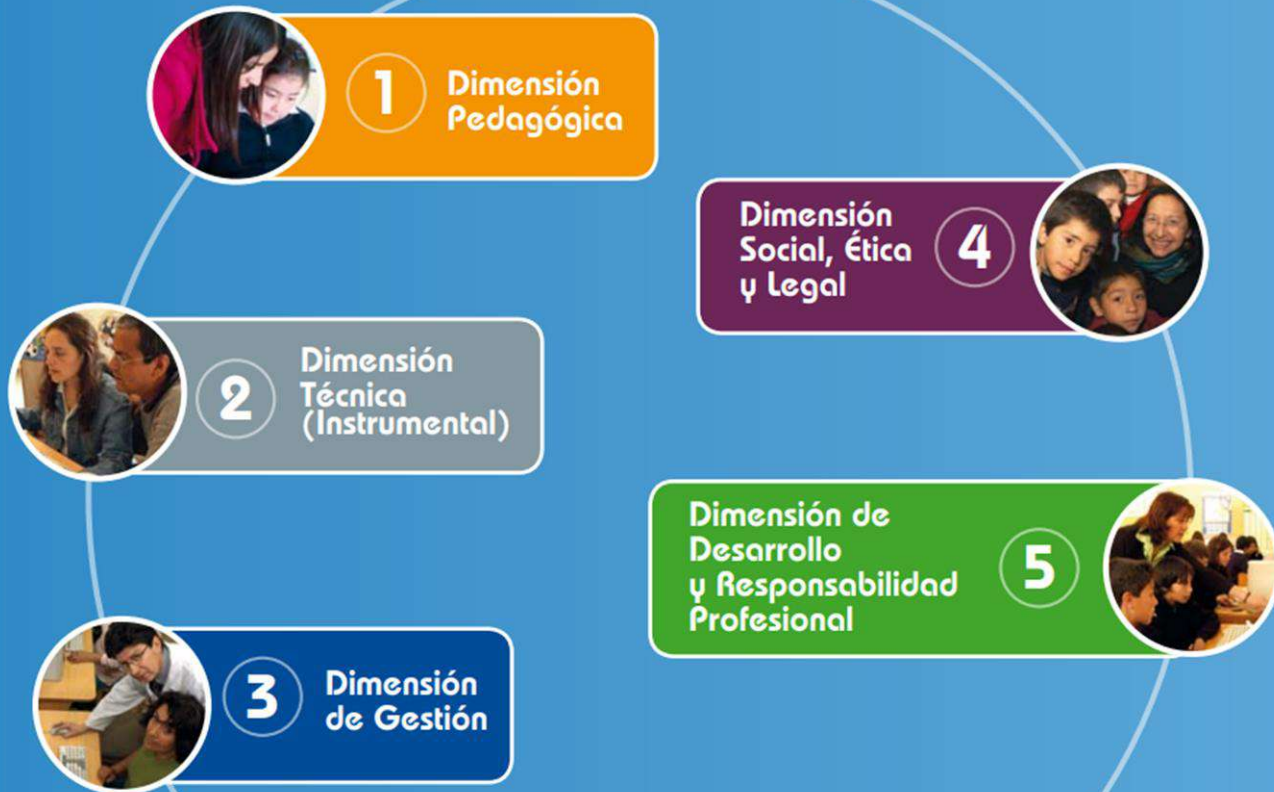 1
Dimensión
Pedagógica
2
Dimensión
Técnica
(Instrumental)
3
Dimensión
de Gestión
Dimensión
Social, Ética
y Legal
4
Dimensión de
Desarrollo
y Responsabilidad
Profesional
5